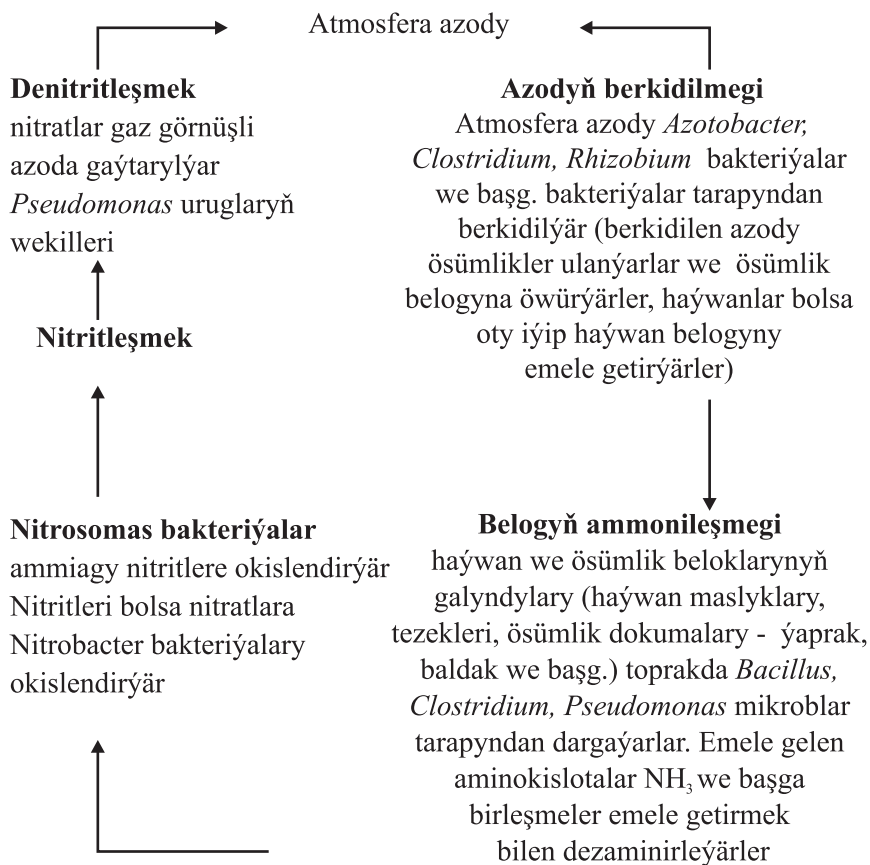 Atmosfera azody
Denitritleşmek
nitratlar gaz görnüşli
azoda gaýtarylýar
Pseudomonas uruglaryň
wekilleri
Nitritleşmek
Nitrosomas bakteriýalar
ammiagy nitritlere okislendirýär
Nitritleri bolsa nitratlara
Nitrobacter bakteriýalary
okislendirýär
Azodyň berkidilmegi
Atmosfera azody Azotobacter,
Clostridium, Rhizobium bakteriýalar
we başg. bakteriýalar tarapyndan
berkidilýär (berkidilen azody
ösümlikler ulanýarlar we ösümlik
belogyna öwürýärler, haýwanlar bolsa
oty iýip haýwan belogyny
emele getirýärler)
Belogyň ammonileşmegi
haýwan we ösümlik beloklarynyň
galyndylary (haýwan maslyklary,
tezekleri, ösümlik dokumalary - ýaprak,
baldak we başg.) toprakda Bacillus,
Clostridium, Pseudomonas mikroblar
tarapyndan dargaýarlar. Emele gelen
aminokislotalar NH₃ we başga
birleşmeler emele getirmek
bilen dezaminirleýärler